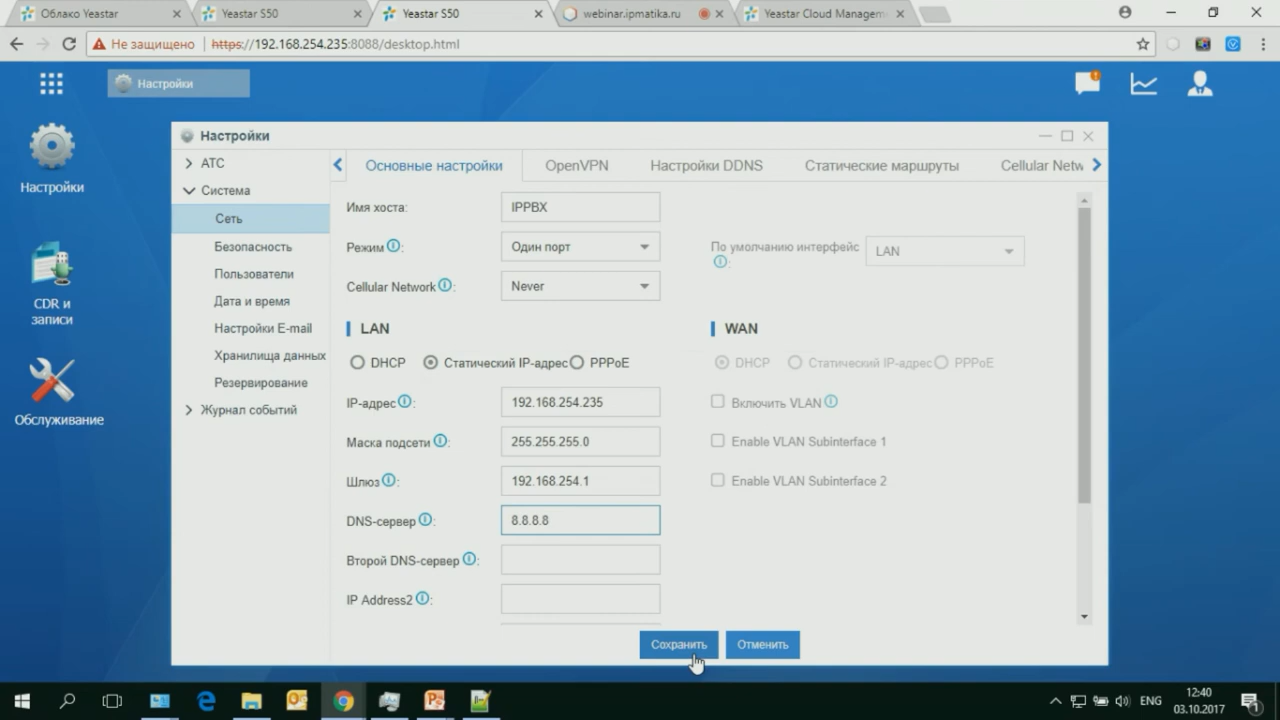 Облако Yeastar
Yeastar S50
Yeastar S50
webinar.ipmatika.ru
Yeastar Cloud Managem
Не защищено
https://192.168.254.235:8088/desktop.html
Настройки
Настройки
CDR и
записи
Обслуживание
Настройки
АТС
Система
Сеть
Безопасность
Пользователи
Дата и время
Настройки E-mail
Хранилища данных
Резервирование
Журнал событий
Основные настройки
OpenVPN
Настройки DDNS
Статические маршруты
Cellular Netw
Имя хоста:
IPPBX
Режим :
Один порт
По умолчанию интерфейс
:
LAN
Cellular Network :
Never
LAN
WAN
DHCP
Статический IP-адрес
PPPoE
DHCP
Статический IP-адрес
PPPoE
IP-адрес :
192.168.254.235
Включить VLAN
Маска подсети :
255.255.255.0
Enable VLAN Subinterface 1
Шлюз :
192.168.254.1
Enable VLAN Subinterface 2
DNS-сервер :
8.8.8.8
Второй DNS-сервер :
IP Address2 :
Сохранить
Отменить
ENG
12:40
03.10.2017
1